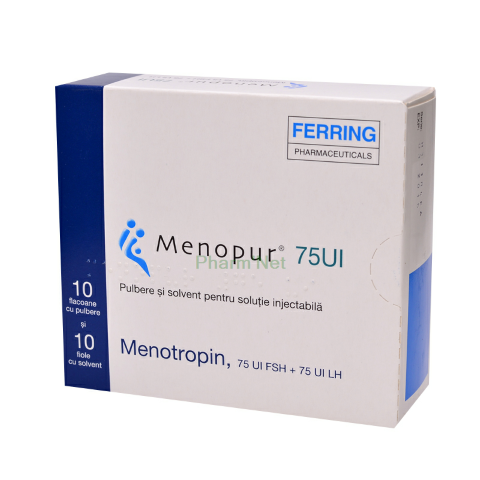 FERRING
PHARMACEUTICALS
Menopur® 75UI
Pharm Net
Pulbere și solvent pentru soluție injectabilă
10
flacoane
cu pulbere
și
10
fiole
cu solvent
Menotropin, 75 UI FSH + 75 UI LH